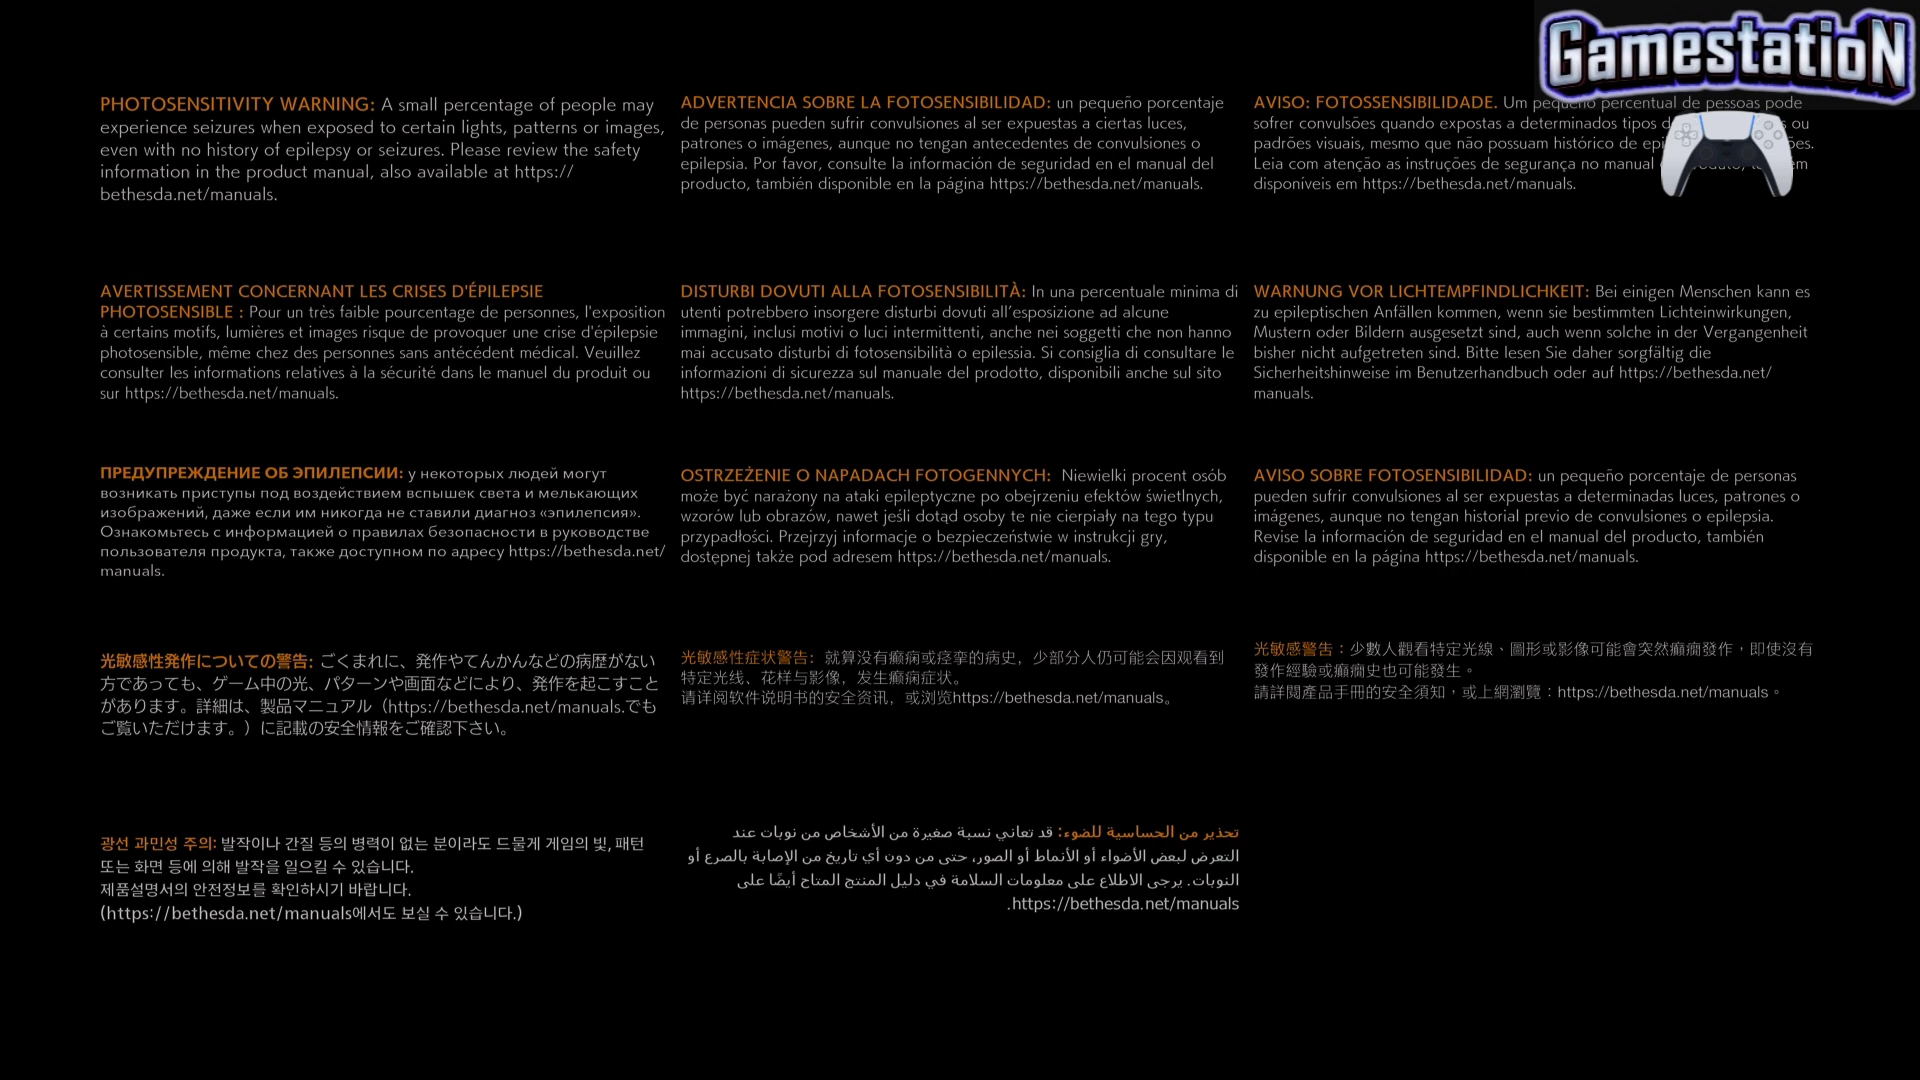 GamestatioN
PHOTOSENSITIVITY WARNING: A small percentage of people may
experience seizures when exposed to certain lights, patterns or images,
even with no history of epilepsy or seizures. Please review the safety
information in the product manual, also available at https://
bethesda.net/manuals.
ADVERTENCIA SOBRE LA FOTOSENSIBILIDAD: un pequeño porcentaje
de personas pueden sufrir convulsiones al ser expuestas a ciertas luces,
patrones o imágenes, aunque no tengan antecedentes de convulsiones o
epilepsia. Por favor, consulte la información de seguridad en el manual del
producto, también disponible en la página https://bethesda.net/manuals.
AVISO: FOTOSSENSIBILIDADE. Um pequeno percentual de pessoas pode
sofrer convulsões quando expostas a determinados tipos ou
padrões visuais, mesmo que não possuam histórico de
Leia com atenção as instruções de segurança no manual
disponíveis em https://bethesda.net/manuals.
AVERTISSEMENT CONCERNANT LES CRISES D'ÉPILEPSIE
PHOTOSENSIBLE : Pour un très faible pourcentage de personnes, l'exposition
à certains motifs, lumières et images risque de provoquer une crise d'épilepsie
photosensible, même chez des personnes sans antécédent médical. Veuillez
consulter les informations relatives à la sécurité dans le manuel du produit ou
sur https://bethesda.net/manuals.
DISTURBI DOVUTI ALLA FOTOSENSIBILITÀ: In una percentuale minima di
utenti potrebbero insorgere disturbi dovuti all’esposizione ad alcune
immagini, inclusi motivi o luci intermittenti, anche nei soggetti che non hanno
mai accusato disturbi di fotosensibilità o epilessia. Si consiglia di consultare le
informazioni di sicurezza sul manuale del prodotto, disponibili anche sul sito
https://bethesda.net/manuals.
WARNUNG VOR LICHTEMPFINDLICHKEIT: Bei einigen Menschen kann es
zu epileptischen Anfällen kommen, wenn sie bestimmten Lichteinwirkungen,
Mustern oder Bildern ausgesetzt sind, auch wenn solche in der Vergangenheit
bisher nicht aufgetreten sind. Bitte lesen Sie daher sorgfältig die
Sicherheitshinweise im Benutzerhandbuch oder auf https://bethesda.net/
manuals.
ПРЕДУПРЕЖДЕНИЕ ОБ ЭПИЛЕПСИИ: у некоторых людей могут
возникать приступы под воздействием вспышек света и мелькающих
изображений, даже если им никогда не ставили диагноз «эпилепсия».
Ознакомьтесь с информацией о правилах безопасности в руководстве
пользователя продукта, также доступном по адресу https://bethesda.net/
manuals.
OSTRZEŻENIE O NAPADACH FOTOGENNYCH: Niewielki procent osób
może być narażony na ataki epileptyczne po obejrzeniu efektów świetlnych,
wzorów lub obrazów, nawet jeśli dotąd osoby te nie cierpiały na tego typu
przypadłości. Przejrzyj informacje o bezpieczeństwie w instrukcji gry,
dostępnej także pod adresem https://bethesda.net/manuals.
AVISO SOBRE FOTOSENSIBILIDAD: un pequeño porcentaje de personas
pueden sufrir convulsiones al ser expuestas a determinadas luces, patrones o
imágenes, aunque no tengan historial previo de convulsiones o epilepsia.
Revise la información de seguridad en el manual del producto, también
disponible en la página https://bethesda.net/manuals.
光敏感性発作についての警告: ごくまれに、発作やてんかんなどの病歴がない
方であっても、ゲーム中の光、パターンや画面などにより、発作を起こすこと
があります。詳細は、製品マニュアル（https://bethesda.net/manuals.でも
ご覧いただけます。）に記載の安全情報をご確認下さい。
光敏感性症状警告: 就算没有癫痫或痉挛的病史，少部分人仍可能会因观看到
特定光线、花样与影像，发生癫痫症状。
请详阅软件说明书的安全资讯，或浏览https://bethesda.net/manuals。
光敏感警告：少數人觀看特定光線、圖形或影像可能會突然癲癇發作，即使沒有
發作經驗或癲癇史也可能發生。
請詳閱產品手冊的安全須知，或上網瀏覽：https://bethesda.net/manuals。
광선 과민성 주의: 발작이나 간질 등의 병력이 없는 분이라도 드물게 게임의 빛, 패턴
또는 화면 등에 의해 발작을 일으킬 수 있습니다.
제품설명서의 안전정보를 확인하시기 바랍니다.
(https://bethesda.net/manuals에서도 보실 수 있습니다.)
تحذير من الحساسية للضوء: قد تعاني نسبة صغيرة من الأشخاص من نوبات عند
التعرض لبعض الأضواء أو الأنماط أو الصور، حتى من دون أي تاريخ من الإصابة بالصرع أو
النوبات. يرجى الاطلاع على معلومات السلامة في دليل المنتج المتاح أيضًا على
https://bethesda.net/manuals.